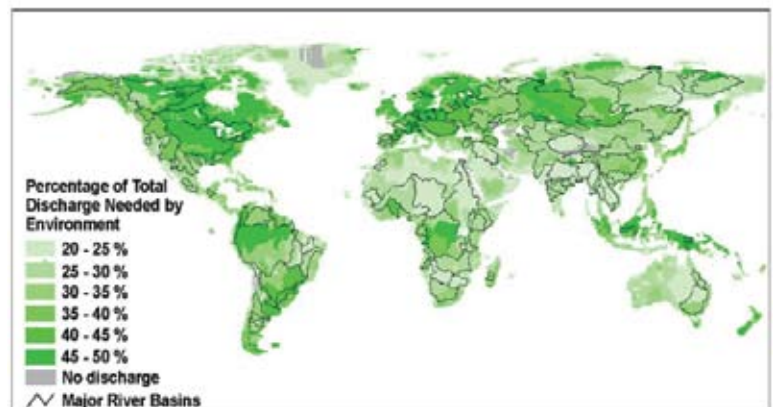 Percentage of Total
Discharge Needed by
Environment
20 - 25 %
25 - 30 %
30 - 35 %
35 - 40 %
40 - 45 %
45 - 50 %
No discharge
Major River Basins